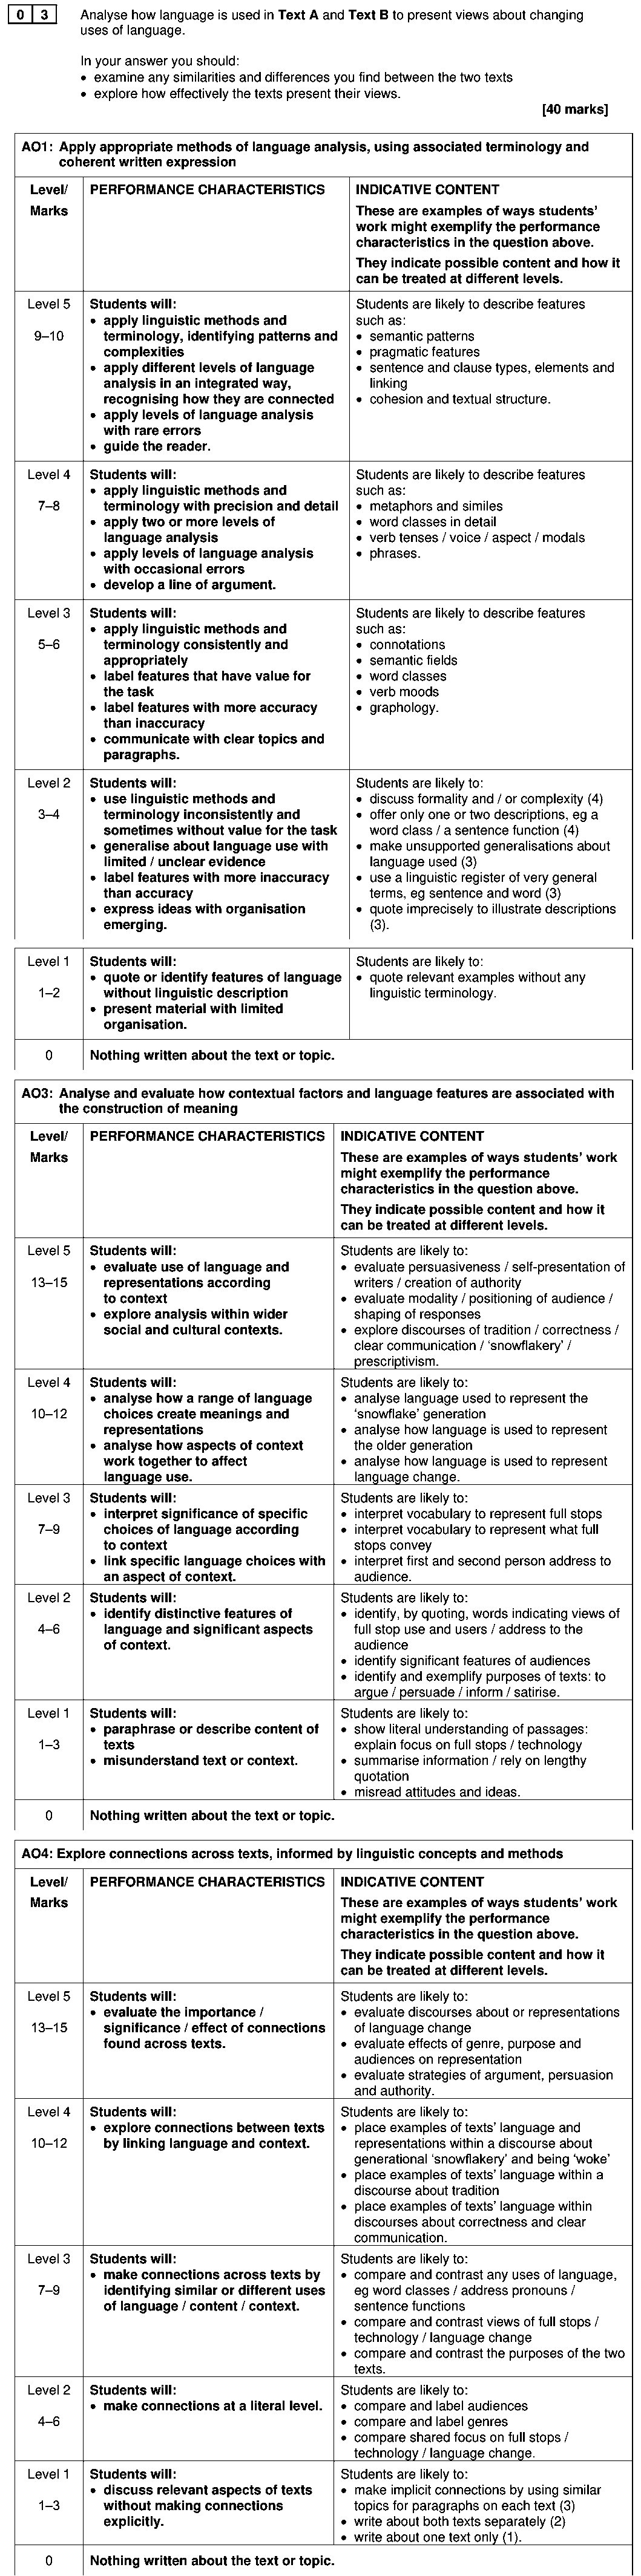 0 3
Analyse how language is used in Text A and Text B to present views about changing
uses of language.
In your answer you should:
• examine any similarities and differences you find between the two texts
• explore how effectively the texts present their views.
[40 marks]
AO1: Apply appropriate methods of language analysis, using associated terminology and
coherent written expression
Level/
Marks
PERFORMANCE CHARACTERISTICS
INDICATIVE CONTENT
These are examples of ways students'
work might exemplify the performance
characteristics in the question above.
They indicate possible content and how it
can be treated at different levels.
Level 5
9–10
Students will:
• apply linguistic methods and
terminology, identifying patterns and
complexities
• apply different levels of language
analysis in an integrated way,
recognising how they are connected
• apply levels of language analysis
with rare errors
• guide the reader.
Students are likely to describe features
such as:
• semantic patterns
• pragmatic features
• sentence and clause types, elements and
linking
• cohesion and textual structure.
Level 4
7–8
Students will:
• apply linguistic methods and
terminology with precision and detail
• apply two or more levels of
language analysis
• apply levels of language analysis
with occasional errors
• develop a line of argument.
Students are likely to describe features
such as:
• metaphors and similes
• word classes in detail
• verb tenses / voice / aspect / modals
• phrases.
Level 3
5–6
Students will:
• apply linguistic methods and
terminology consistently and
appropriately
• label features that have value for
the task
• label features with more accuracy
than inaccuracy
• communicate with clear topics and
paragraphs.
Students are likely to describe features
such as:
• connotations
• semantic fields
• word classes
• verb moods
• graphology.
Level 2
3–4
Students will:
• use linguistic methods and
terminology inconsistently and
sometimes without value for the task
• generalise about language use with
limited / unclear evidence
• label features with more inaccuracy
than accuracy
• express ideas with organisation
emerging.
Students are likely to:
• discuss formality and / or complexity (4)
• offer only one or two descriptions, eg a
word class / a sentence function (4)
• make unsupported generalisations about
language used (3)
• use a linguistic register of very general
terms, eg sentence and word (3)
• quote imprecisely to illustrate descriptions
(3).
Level 1
1–2
Students will:
• quote or identify features of language
without linguistic description
• present material with limited
organisation.
Students are likely to:
• quote relevant examples without any
linguistic terminology.
0
Nothing written about the text or topic.
AO3: Analyse and evaluate how contextual factors and language features are associated with
the construction of meaning
Level/
Marks
PERFORMANCE CHARACTERISTICS
INDICATIVE CONTENT
These are examples of ways students' work
might exemplify the performance
characteristics in the question above.
They indicate possible content and how it
can be treated at different levels.
Level 5
13–15
Students will:
• evaluate use of language and
representations according
to context
• explore analysis within wider
social and cultural contexts.
Students are likely to:
• evaluate persuasiveness / self-presentation of
writers / creation of authority
• evaluate modality / positioning of audience /
shaping of responses
• explore discourses of tradition / correctness /
clear communication / 'snowflakery' /
prescriptivism.
Level 4
10–12
Students will:
• analyse how a range of language
choices create meanings and
representations
• analyse how aspects of context
work together to affect
language use.
Students are likely to:
• analyse language used to represent the
'snowflake' generation
• analyse how language is used to represent
the older generation
• analyse how language is used to represent
language change.
Level 3
7–9
Students will:
• interpret significance of specific
choices of language according
to context
• link specific language choices with
an aspect of context.
Students are likely to:
• interpret vocabulary to represent full stops
• interpret vocabulary to represent what full
stops convey
• interpret first and second person address to
audience.
Level 2
4–6
Students will:
• identify distinctive features of
language and significant aspects
of context.
Students are likely to:
• identify, by quoting, words indicating views of
full stop use and users / address to the
audience
• identify significant features of audiences
• identify and exemplify purposes of texts: to
argue / persuade / inform / satirise.
Level 1
1–3
Students will:
• paraphrase or describe content of
texts
• misunderstand text or context.
Students are likely to:
• show literal understanding of passages:
explain focus on full stops / technology
• summarise information / rely on lengthy
quotation
• misread attitudes and ideas.
0
Nothing written about the text or topic.
AO4: Explore connections across texts, informed by linguistic concepts and methods
Level/
Marks
PERFORMANCE CHARACTERISTICS
INDICATIVE CONTENT
These are examples of ways students' work
might exemplify the performance
characteristics in the question above.
They indicate possible content and how it
can be treated at different levels.
Level 5
13–15
Students will:
• evaluate the importance /
significance / effect of connections
found across texts.
Students are likely to:
• evaluate discourses about or representations
of language change
• evaluate effects of genre, purpose and
audiences on representation
• evaluate strategies of argument, persuasion
and authority.
Level 4
10–12
Students will:
• explore connections between texts
by linking language and context.
Students are likely to:
• place examples of texts' language and
representations within a discourse about
generational 'snowflakery' and being 'woke'
• place examples of texts' language within a
discourse about tradition
• place examples of texts' language within
discourses about correctness and clear
communication.
Level 3
7–9
Students will:
• make connections across texts by
identifying similar or different uses
of language / content / context.
Students are likely to:
• compare and contrast any uses of language,
eg word classes / address pronouns /
sentence functions
• compare and contrast views of full stops /
technology / language change
• compare and contrast the purposes of the two
texts.
Level 2
4–6
Students will:
• make connections at a literal level.
Students are likely to:
• compare and label audiences
• compare and label genres
• compare shared focus on full stops /
technology / language change.
Level 1
1–3
Students will:
• discuss relevant aspects of texts
without making connections
explicitly.
Students are likely to:
• make implicit connections by using similar
topics for paragraphs on each text (3)
• write about both texts separately (2)
• write about one text only (1).
0
Nothing written about the text or topic.